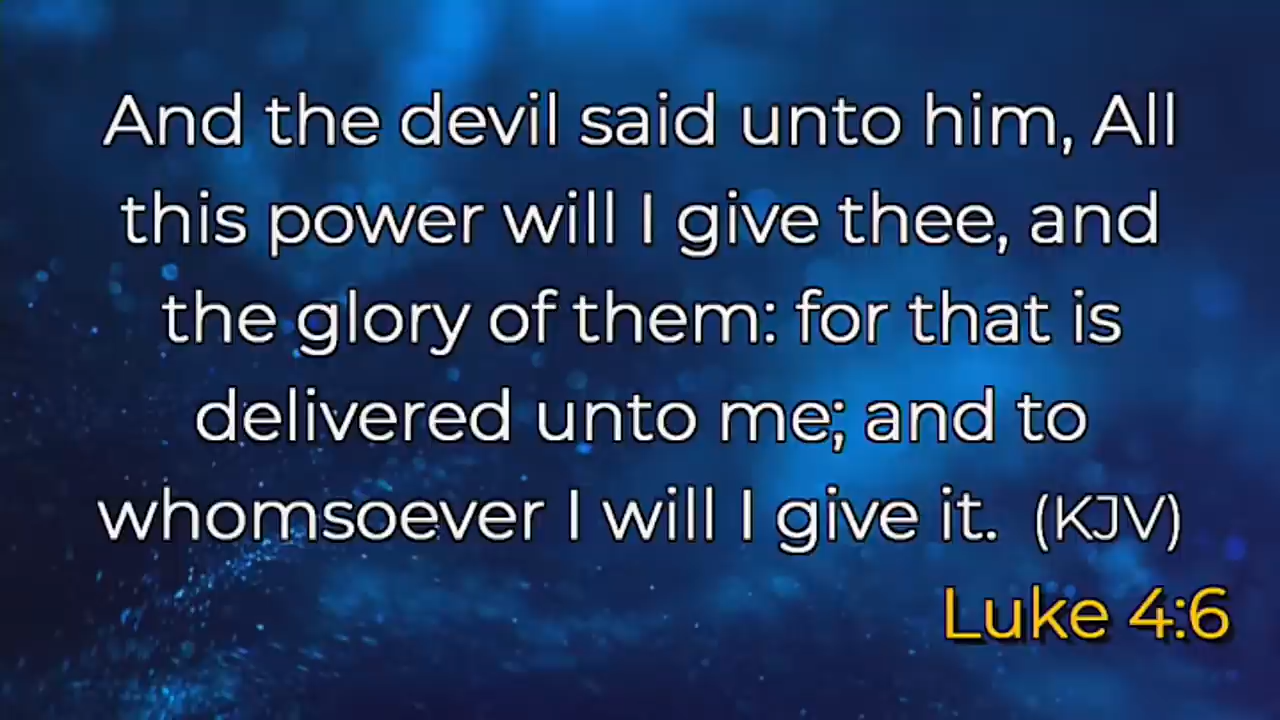 And the devil said unto him, All
this power will I give thee, and
the glory of them: for that is
delivered unto me; and to
whomsoever I will I give it. (KJV)
Luke 4:6